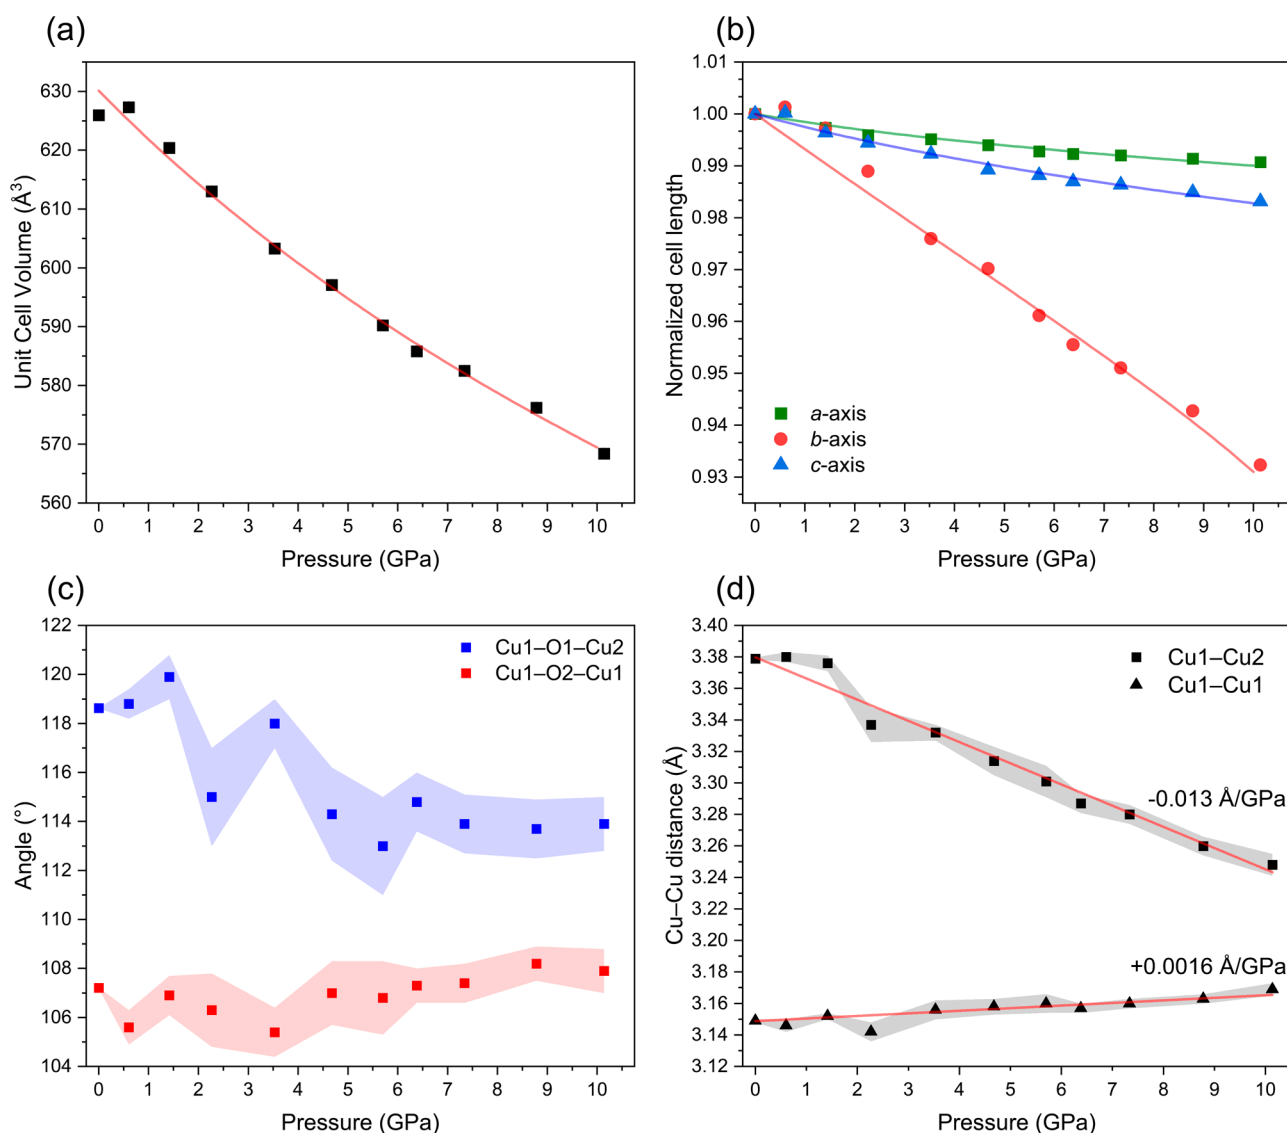 (a)
630
620
610
600
590
580
570
560
Unit Cell Volume (Å³)
0 1 2 3 4 5 6 7 8 9 10
Pressure (GPa)
(b)
1.01
1.00
0.99
0.98
0.97
0.96
0.95
0.94
0.93
Normalized cell length
a-axis
b-axis
c-axis
0 1 2 3 4 5 6 7 8 9 10
Pressure (GPa)
(c)
122
120
118
116
114
112
110
108
106
104
Angle (°)
Cu1–O1–Cu2
Cu1–O2–Cu1
0 1 2 3 4 5 6 7 8 9 10
Pressure (GPa)
(d)
3.40
3.38
3.36
3.34
3.32
3.30
3.28
3.26
3.24
3.22
3.20
3.18
3.16
3.14
3.12
Cu–Cu distance (Å)
Cu1–Cu2
Cu1–Cu1
-0.013 Å/GPa
+0.0016 Å/GPa
0 1 2 3 4 5 6 7 8 9 10
Pressure (GPa)